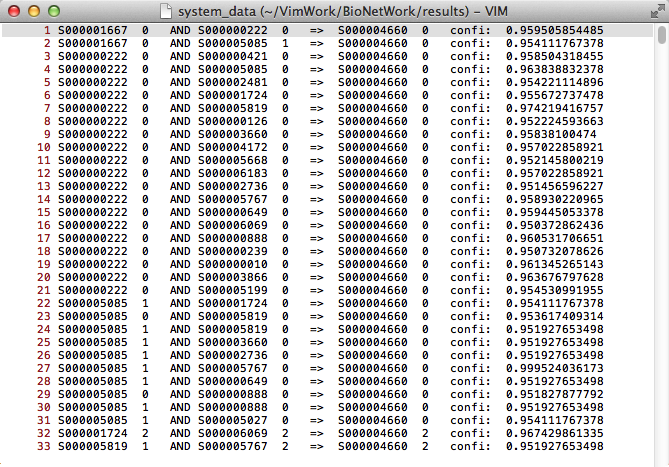 system_data (~/VimWork/BioNetWork/results) – VIM
1 S000001667 0 AND S000000222 0 => S000004660 0 confi: 0.959505854485
2 S000001667 0 AND S000005085 1 => S000004660 0 confi: 0.954111767378
3 S000000222 0 AND S000000421 0 => S000004660 0 confi: 0.958504318455
4 S000000222 0 AND S000005085 0 => S000004660 0 confi: 0.963838832378
5 S000000222 0 AND S000002481 0 => S000004660 0 confi: 0.954221114896
6 S000000222 0 AND S000001724 0 => S000004660 0 confi: 0.955672737478
7 S000000222 0 AND S000005819 0 => S000004660 0 confi: 0.974219416757
8 S000000222 0 AND S000000126 0 => S000004660 0 confi: 0.952224593663
9 S000000222 0 AND S000003660 0 => S000004660 0 confi: 0.95838100474
10 S000000222 0 AND S000004172 0 => S000004660 0 confi: 0.957022858921
11 S000000222 0 AND S000005668 0 => S000004660 0 confi: 0.952145800219
12 S000000222 0 AND S000006183 0 => S000004660 0 confi: 0.957022858921
13 S000000222 0 AND S000002736 0 => S000004660 0 confi: 0.951456596227
14 S000000222 0 AND S000005767 0 => S000004660 0 confi: 0.958930220965
15 S000000222 0 AND S000000649 0 => S000004660 0 confi: 0.959445053378
16 S000000222 0 AND S000006069 0 => S000004660 0 confi: 0.950372862436
17 S000000222 0 AND S000000888 0 => S000004660 0 confi: 0.960531706651
18 S000000222 0 AND S000000239 0 => S000004660 0 confi: 0.950732078626
19 S000000222 0 AND S000000010 0 => S000004660 0 confi: 0.961345265143
20 S000000222 0 AND S000003866 0 => S000004660 0 confi: 0.963676797628
21 S000000222 0 AND S000005199 0 => S000004660 0 confi: 0.954530991955
22 S000005085 1 AND S000001724 0 => S000004660 0 confi: 0.954111767378
23 S000005085 0 AND S000005819 0 => S000004660 0 confi: 0.953617409314
24 S000005085 1 AND S000005819 0 => S000004660 0 confi: 0.951927653498
25 S000005085 1 AND S000003660 0 => S000004660 0 confi: 0.951927653498
26 S000005085 1 AND S000002736 0 => S000004660 0 confi: 0.951927653498
27 S000005085 1 AND S000005767 0 => S000004660 0 confi: 0.999524036173
28 S000005085 1 AND S000000649 0 => S000004660 0 confi: 0.951927653498
29 S000005085 0 AND S000000888 0 => S000004660 0 confi: 0.951827877792
30 S000005085 1 AND S000000888 0 => S000004660 0 confi: 0.951927653498
31 S000005085 1 AND S000005027 0 => S000004660 0 confi: 0.954111767378
32 S000001724 2 AND S000006069 2 => S000004660 2 confi: 0.967429861335
33 S000005819 1 AND S000005767 2 => S000004660 2 confi: 0.951927653498